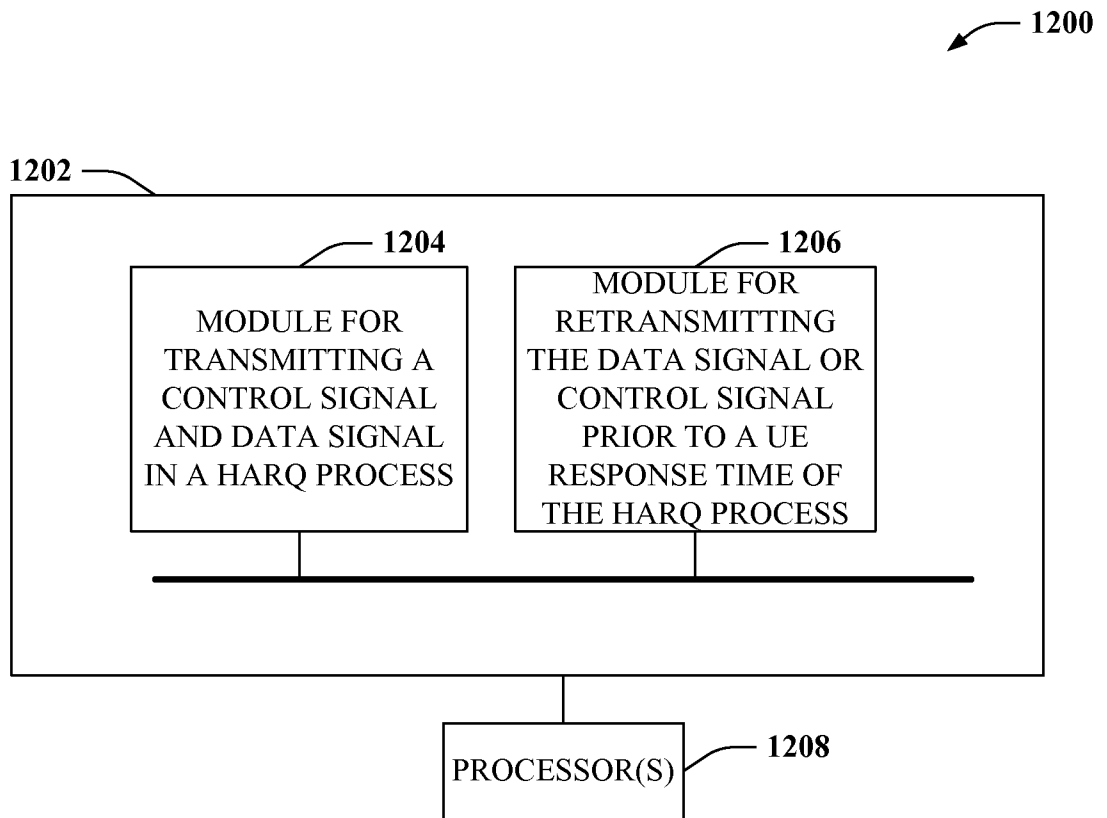 1200
1202
1204
1206
MODULE FOR
TRANSMITTING A
CONTROL SIGNAL
AND DATA SIGNAL
IN A HARQ PROCESS
MODULE FOR
RETRANSMITTING
THE DATA SIGNAL OR
CONTROL SIGNAL
PRIOR TO A UE
RESPONSE TIME OF
THE HARQ PROCESS
PROCESSOR(S)
1208